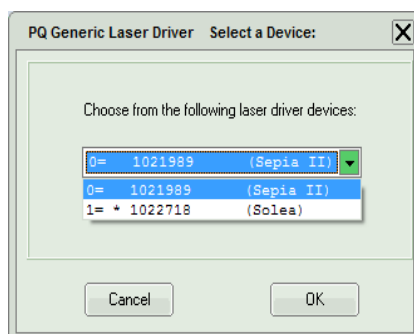 PQ Generic Laser Driver Select a Device:
Choose from the following laser driver devices:
0= 1021989 (Sepia II)
0= 1021989 (Sepia II)
1= * 1022718 (Solea)
Cancel OK